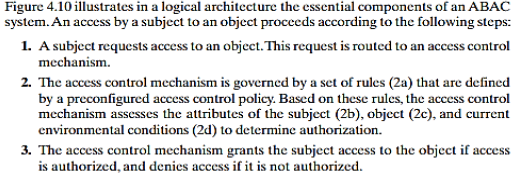 Figure 4.10 illustrates in a logical architecture the essential components of an ABAC
system. An access by a subject to an object proceeds according to the following steps:
1. A subject requests access to an object. This request is routed to an access control
mechanism.
2. The access control mechanism is governed by a set of rules (2a) that are defined
by a preconfigured access control policy. Based on these rules, the access control
mechanism assesses the attributes of the subject (2b), object (2c), and current
environmental conditions (2d) to determine authorization.
3. The access control mechanism grants the subject access to the object if access
is authorized, and denies access if it is not authorized.